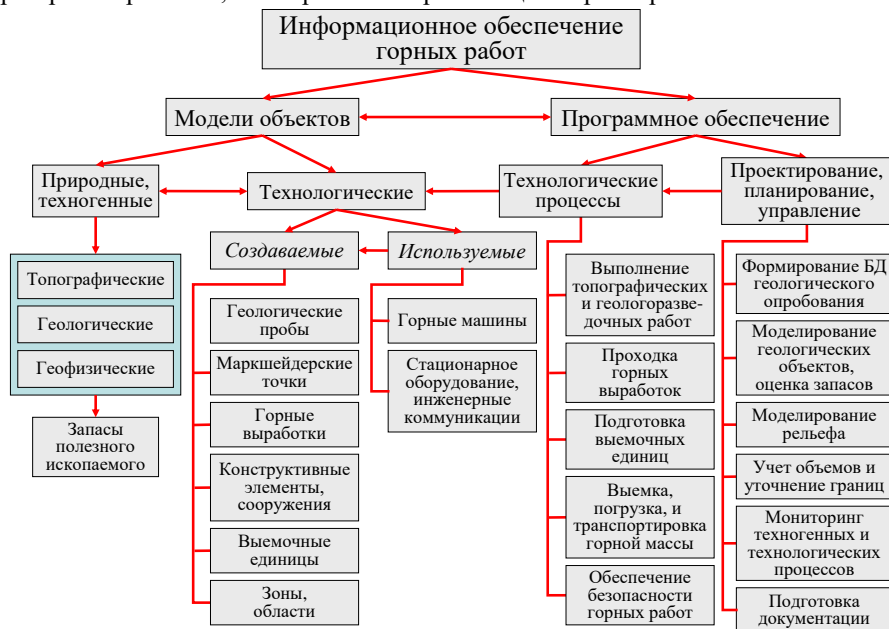 Информационное обеспечение
горных работ
Модели объектов
Программное обеспечение
Природные,
техногенные
Технологические
Технологические
процессы
Проектирование,
планирование,
управление
Создаваемые
Используемые
Топографические
Геологические
Геофизические
Запасы
полезного
ископаемого
Геологические
пробы
Маркшейдерские
точки
Горные
выработки
Конструктивные
элементы,
сооружения
Выемочные
единицы
Зоны,
области
Горные машины
Стационарное
оборудование,
инженерные
коммуникации
Выполнение
топографических
и геологоразве-
дочных работ
Проходка
горных
выработок
Подготовка
выемочных
единиц
Выемка,
погрузка, и
транспортировка
горной массы
Обеспечение
безопасности
горных работ
Формирование БД
геологического
опробования
Моделирование
геологических
объектов,
оценка запасов
Моделирование
рельефа
Учет объемов и
уточнение границ
Мониторинг
техногенных и
технологических
процессов
Подготовка
документации